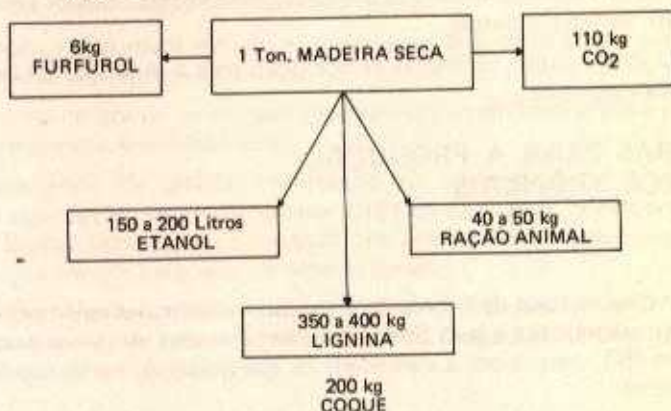 6kg
FURFUROL
1 Ton. MADEIRA SECA
110 kg
CO2
150 a 200 Litros
ETANOL
40 a 50 kg
RAÇÃO ANIMAL
350 a 400 kg
LIGNINA
200 kg
COQUE